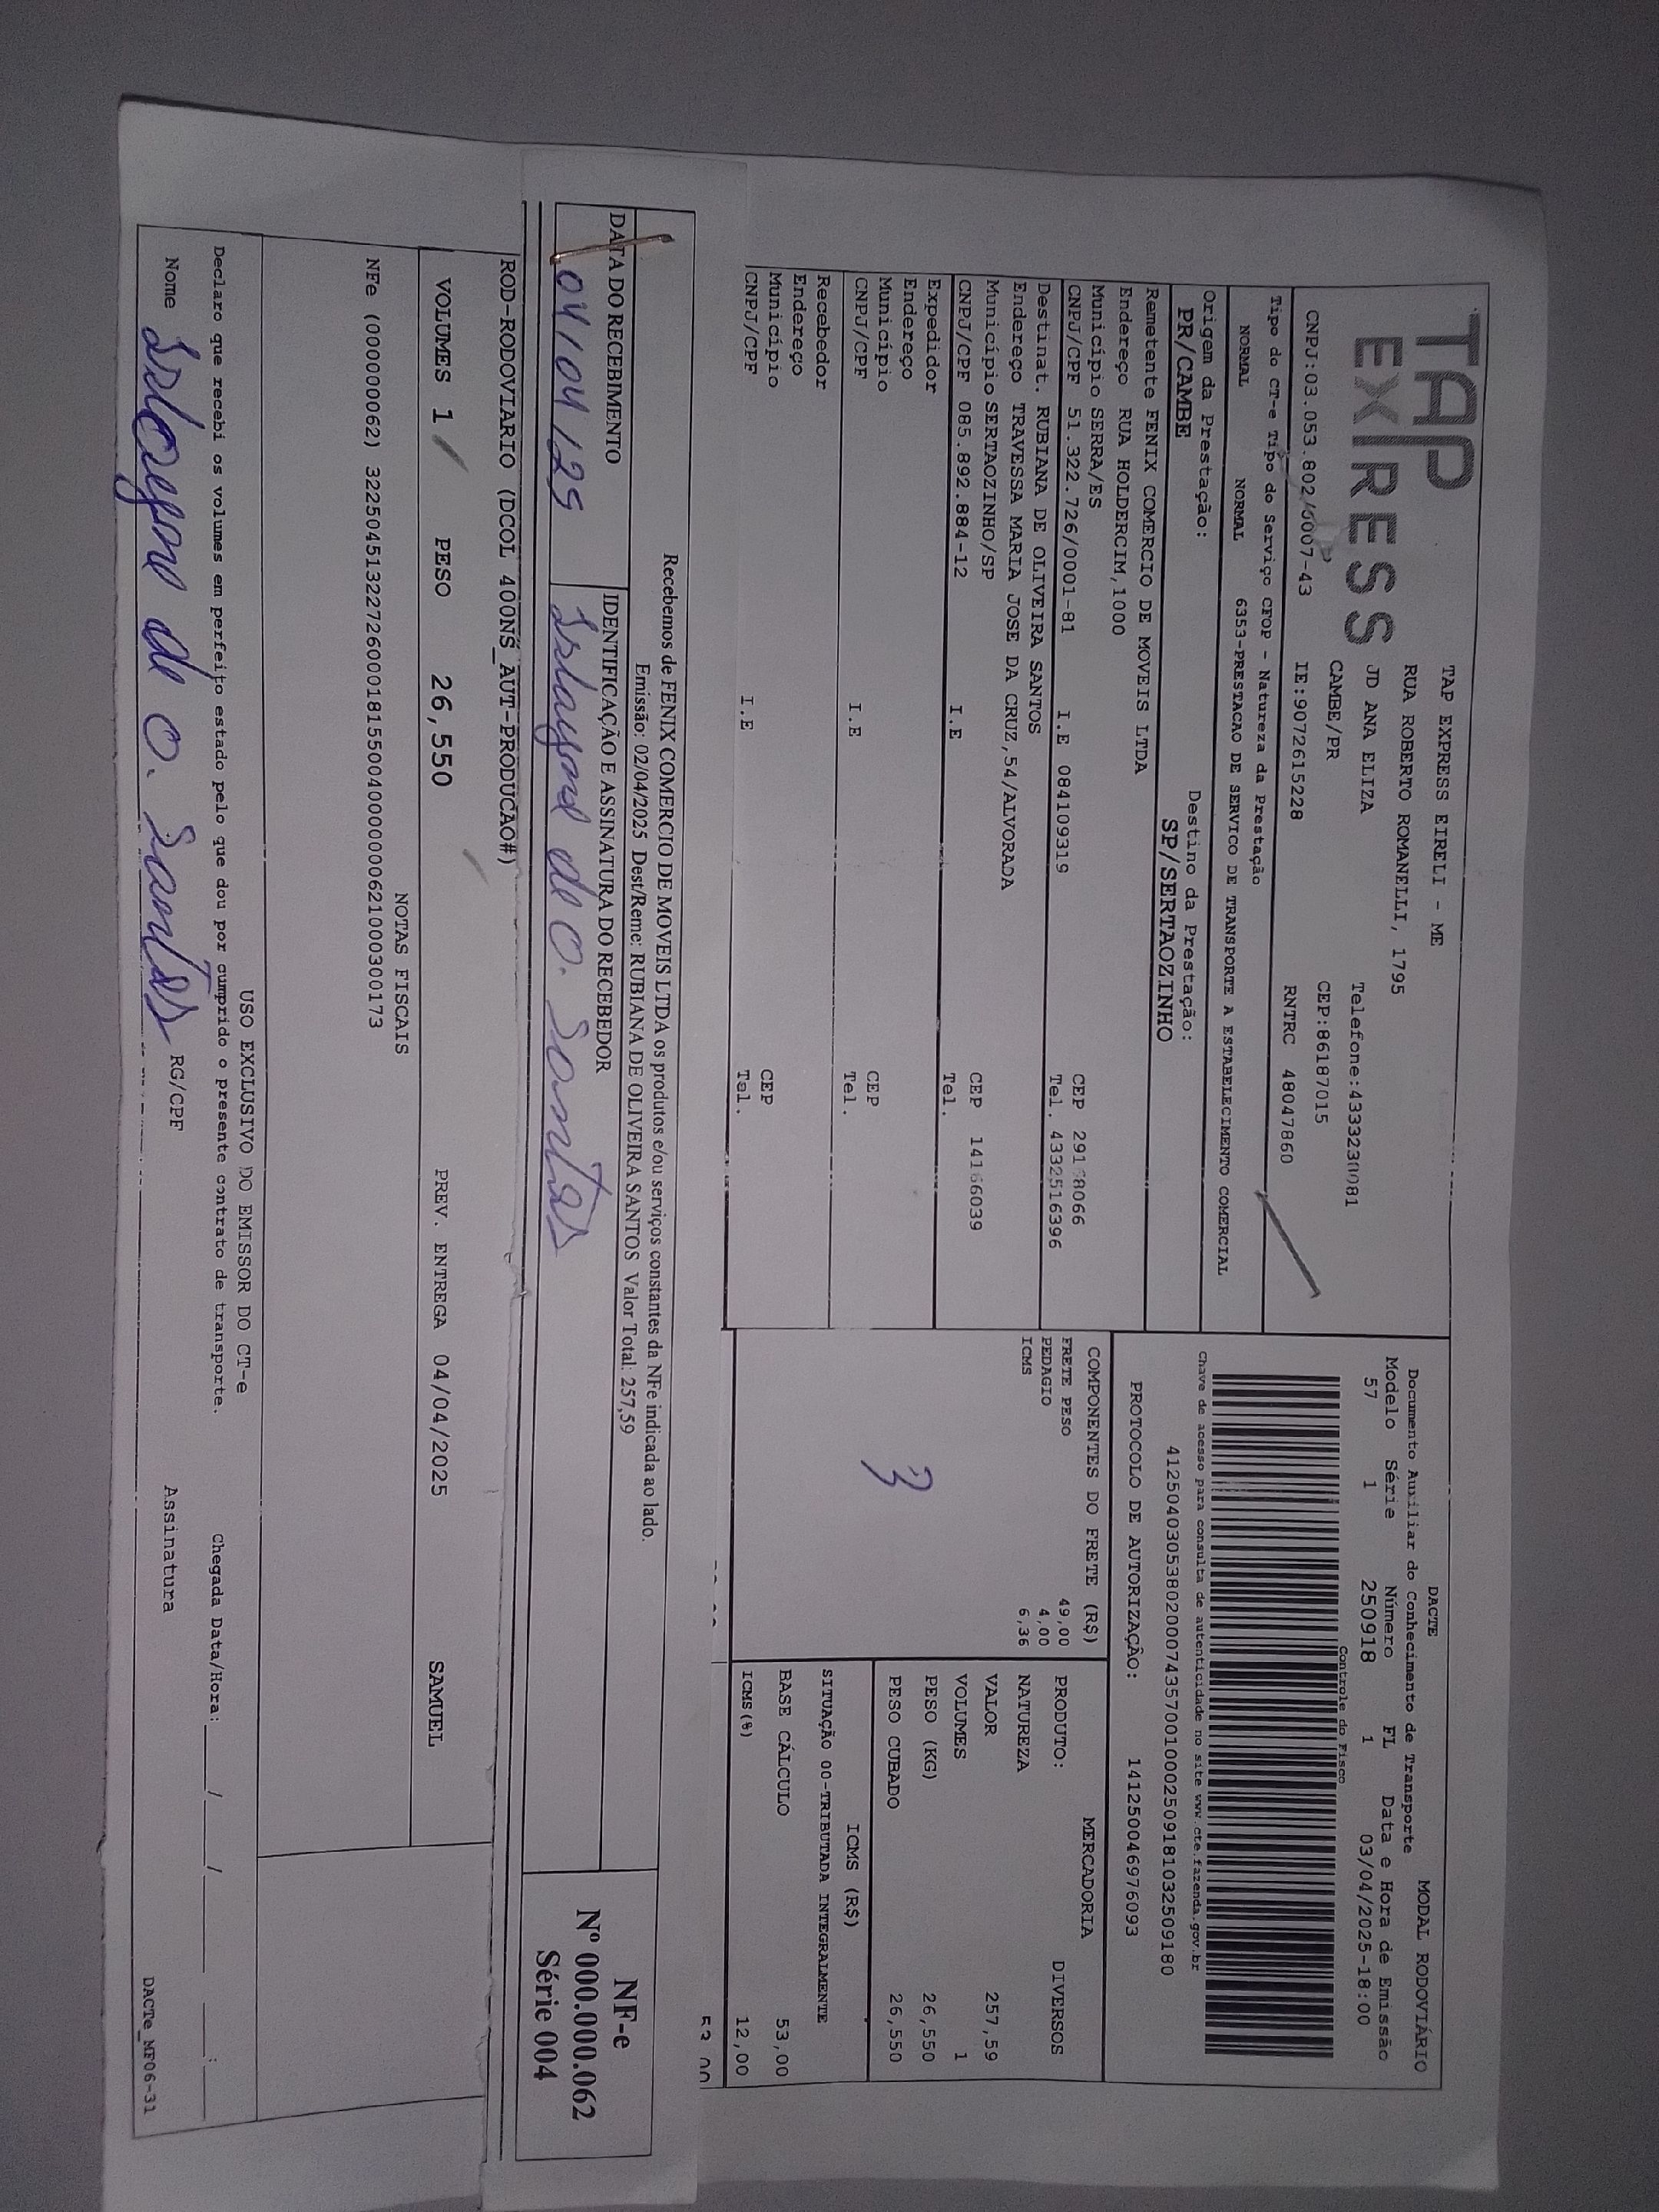 TAP
EXPRESS
TAP EXPRESS EIRELI - ME
RUA ROBERTO ROMANELLI, 1795
JD ANA ELIZA Telefone:4333230081
CAMBE/PR CEP:86187015
CNPJ:03.053.802/0007-43 IE:9072615228 RNTRC 48047860
Tipo do CT-e Tipo do Serviço CFOP - Natureza da Prestação
NORMAL NORMAL 6353-PRESTACAO DE SERVICO DE TRANSPORTE A ESTABELECIMENTO COMERCIAL
Origem da Prestação: Destino da Prestação:
PR/CAMBE SP/SERTAOZINHO
Remetente FENIX COMERCIO DE MOVEIS LTDA
Endereço RUA HOLDERCIM,1000
Município SERRA/ES CEP 291 8066
CNPJ/CPF 51.322.726/0001-81 I.E 084109319 Tel. 4332516396
Destinat. RUBIANA DE OLIVEIRA SANTOS
Endereço TRAVESSA MARIA JOSE DA CRUZ,54/ALVORADA
Município SERTAOZINHO/SP CEP 14166039
CNPJ/CPF 085.892.884-12 I.E Tel.
Expedidor
Endereço
Município CEP
CNPJ/CPF I.E Tel.
Recebedor
Endereço
Município CEP
CNPJ/CPF I.E Tel.
DACTE MODAL RODOVIÁRIO
Documento Auxiliar do Conhecimento de Transporte
Modelo Série Número FL Data e Hora de Emissão
57 1 250918 1 03/04/2025-18:00
Controle do Fisco
Chave de acesso para consulta de autenticidade no site www.cte.fazenda.gov.br
41250403053802000743570010002509181032509180
PROTOCOLO DE AUTORIZAÇÃO: 141250046976093
COMPONENTES DO FRETE (R$)
FRETE PESO 49,00
PEDAGIO 4,00
ICMS 6,36
3
MERCADORIA
PRODUTO: DIVERSOS
NATUREZA
VALOR 257,59
VOLUMES 1
PESO (KG) 26,550
PESO CUBADO 26,550
ICMS (R$)
SITUAÇÃO 00-TRIBUTADA INTEGRALMENTE
BASE CÁLCULO 53,00
ICMS(%) 12,00
Recebemos de FENIX COMERCIO DE MOVEIS LTDA os produtos e/ou serviços constantes da NFe indicada ao lado.
Emissão: 02/04/2025 Dest/Reme: RUBIANA DE OLIVEIRA SANTOS Valor Total: 257,59
DATA DO RECEBIMENTO IDENTIFICAÇÃO E ASSINATURA DO RECEBEDOR
04/04/25 de O. Santos
NF-e
Nº 000.000.062
Série 004
ROD-RODOVIARIO (DCOL 400NS_AUT-PRODUCAO#)
VOLUMES 1 PESO 26,550 PREV. ENTREGA 04/04/2025 SAMUEL
NOTAS FISCAIS
NFe (000000062) 32250451322726000181550040000000621000300173
USO EXCLUSIVO DO EMISSOR DO CT-e
Declaro que recebi os volumes em perfeito estado pelo que dou por cumprido o presente contrato de transporte. Chegada Data/Hora:____/____/______ ____:____
Nome de O. Santos RG/CPF Assinatura
DACTe_MF06-31